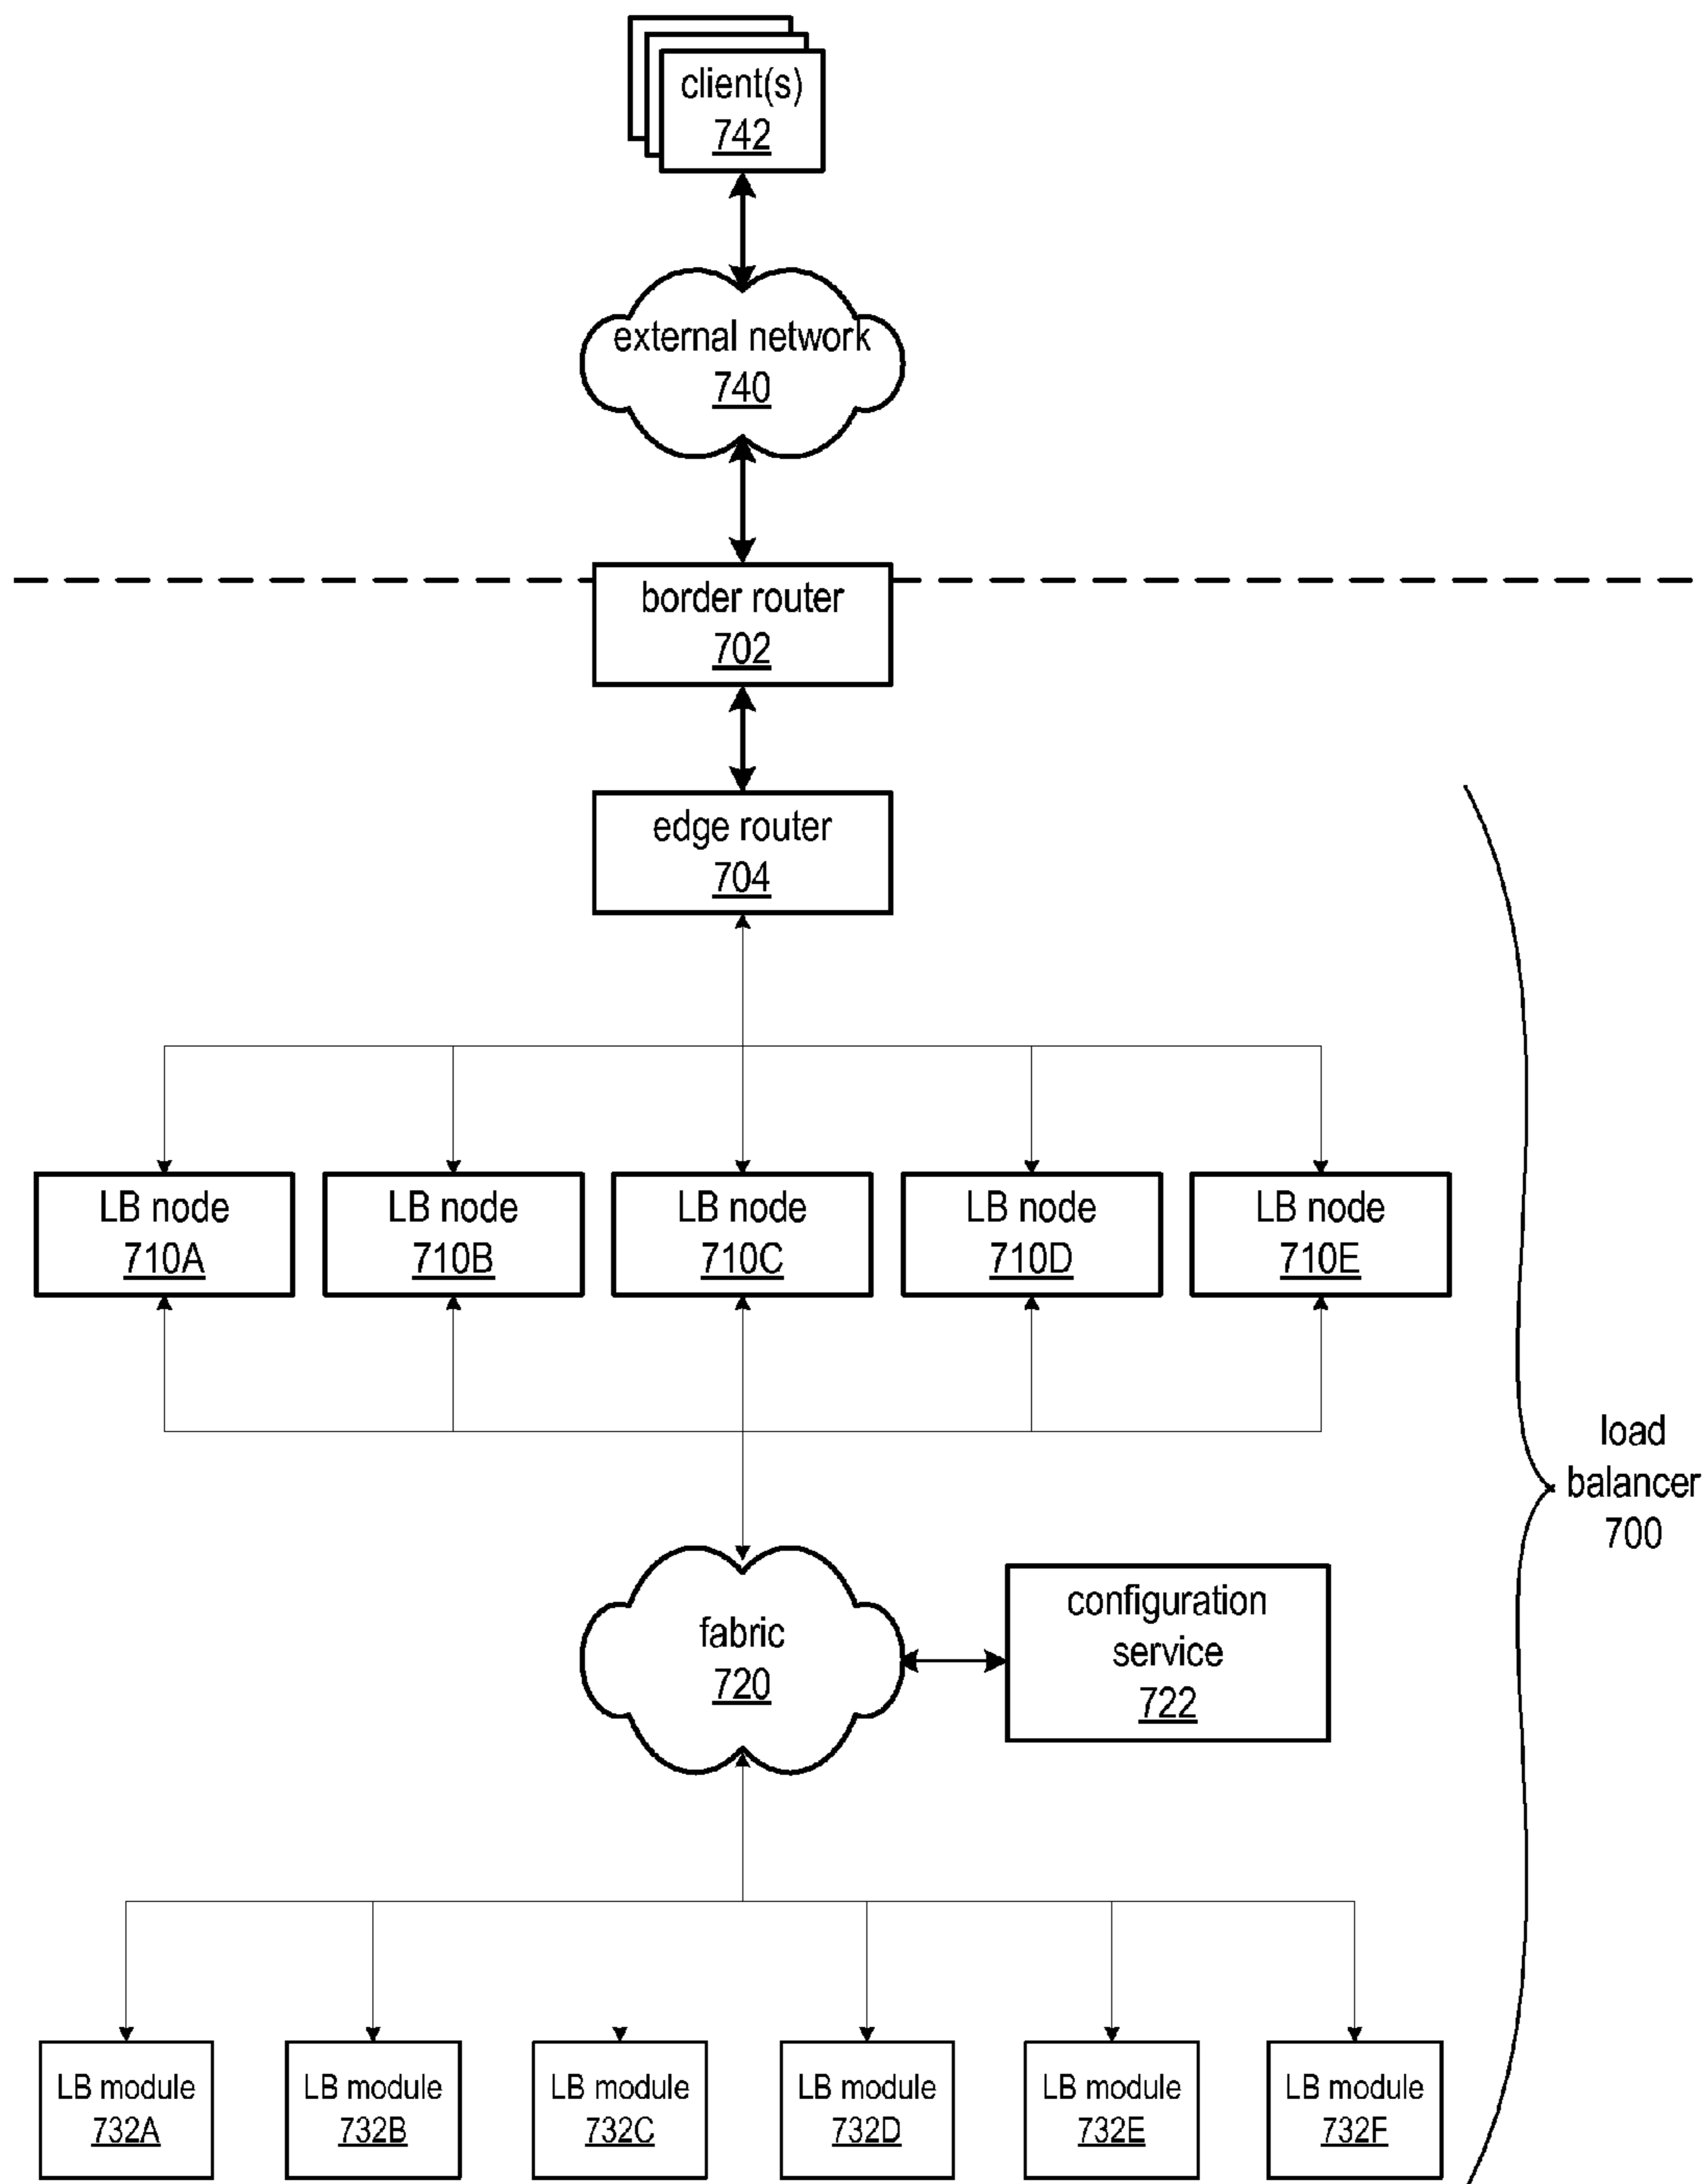 client(s)
742
external network
740
border router
702
edge router
704
LB node
710A
LB node
710B
LB node
710C
LB node
710D
LB node
710E
load
balancer
700
fabric
720
configuration
service
722
LB module
732A
LB module
732B
LB module
732C
LB module
732D
LB module
732E
LB module
732F